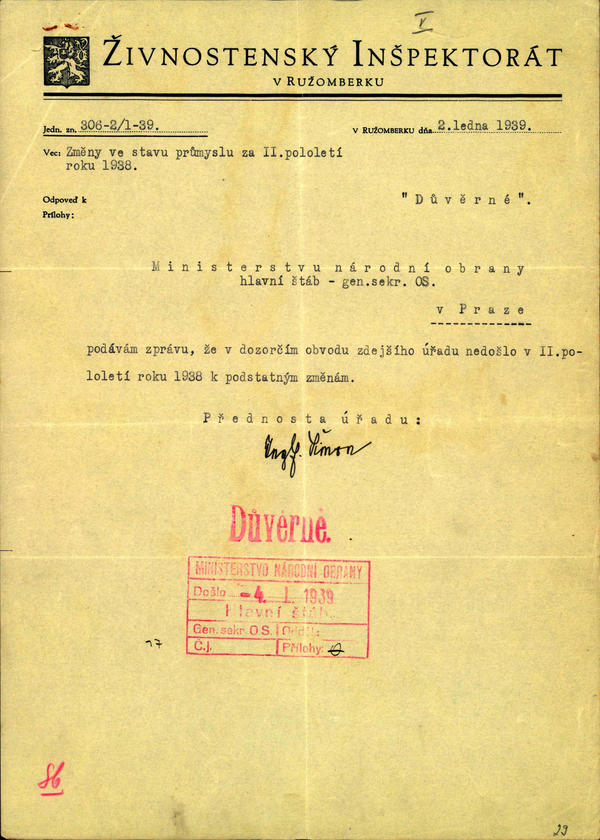 V
ŽIVNOSTENSKÝ INŠPEKTORÁT
V RUŽOMBERKU
Jedn. zn. 306-2/1-39.
V RUŽOMBERKU dňa 2.ledna 1939.
Vec: Změny ve stavu průmyslu za II.pololetí
roku 1938.
Odpoveď k
Prílohy:
"Důvěrné".
Ministerstvu národní obrany
hlavní štáb - gen.sekr. OS.
v Praze
podávám zprávu, že v dozorčím obvodu zdejšího úřadu nedošlo v II.po-
loletí roku 1938 k podstatným změnám.
Přednosta úřadu:
Důvěrné.
MINISTERSTVO NÁRODNÍ OBRANY
Došlo -4. I. 1939
Hlavní štáb.
Gen. sekr. O S. Odděl.:
Č.j. Přílohy:
17
86
29